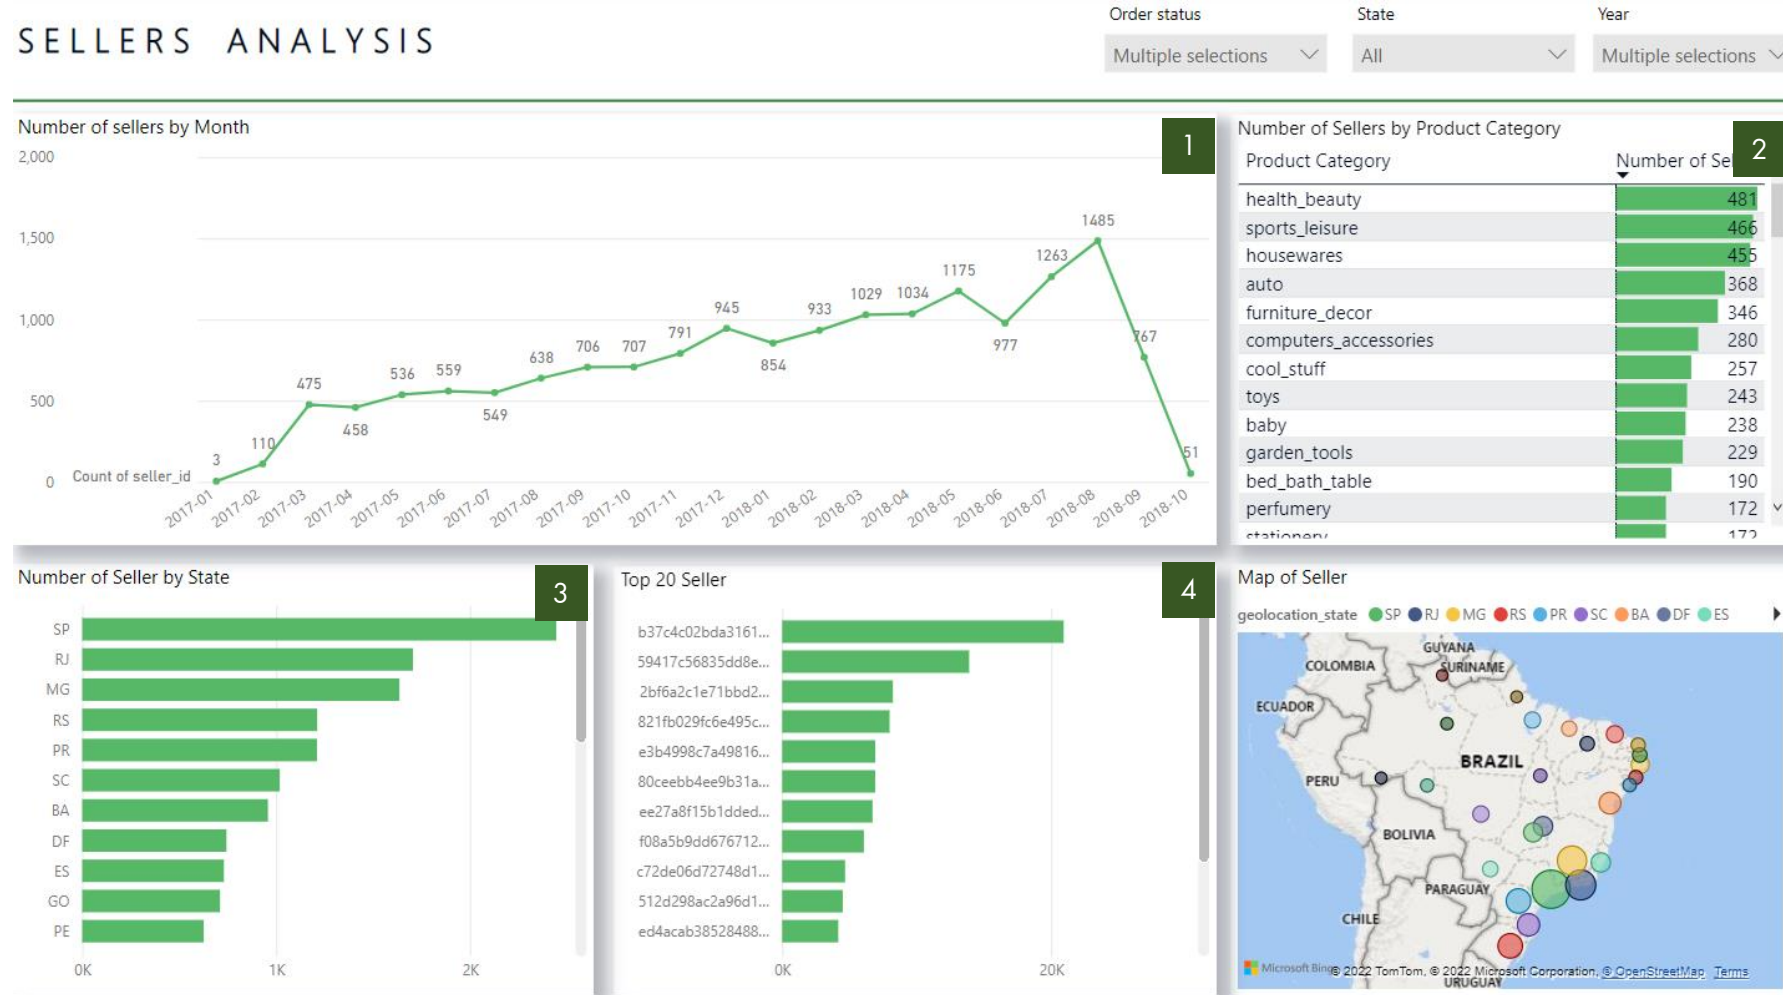 SELLERS ANALYSIS
Order status
State
Year
Multiple selections
All
Multiple selections
Number of sellers by Month
1
2,000
1,500
1,000
500
0
Count of seller_id
3
110
475
458
536
559
549
638
706
707
791
945
854
933
1029
1034
1175
977
1263
1485
767
51
2017-01
2017-02
2017-03
2017-04
2017-05
2017-06
2017-07
2017-08
2017-09
2017-10
2017-11
2017-12
2018-01
2018-02
2018-03
2018-04
2018-05
2018-06
2018-07
2018-08
2018-09
2018-10
Number of Sellers by Product Category
2
Product Category Number of Sel
health_beauty 481
sports_leisure 466
housewares 455
auto 368
furniture_decor 346
computers_accessories 280
cool_stuff 257
toys 243
baby 238
garden_tools 229
bed_bath_table 190
perfumery 172
stationery 172
Number of Seller by State
3
SP
RJ
MG
RS
PR
SC
BA
DF
ES
GO
PE
0K 1K 2K
Top 20 Seller
4
b37c4c02bda3161...
59417c56835dd8e...
2bf6a2c1e71bbd2...
821fb029fc6e495c...
e3b4998c7a49816...
80ceebb4ee9b31a...
ee27a8f15b1dded...
f08a5b9dd676712...
c72de06d72748d1...
512d298ac2a96d1...
ed4acab38528488...
0K 20K
Map of Seller
geolocation_state SP RJ MG RS PR SC BA DF ES
GUYANA
COLOMBIA
SURINAME
ECUADOR
BRAZIL
PERU
BOLIVIA
PARAGUAY
CHILE
URUGUAY
Microsoft Bing
© 2022 TomTom, © 2022 Microsoft Corporation, © OpenStreetMap Terms